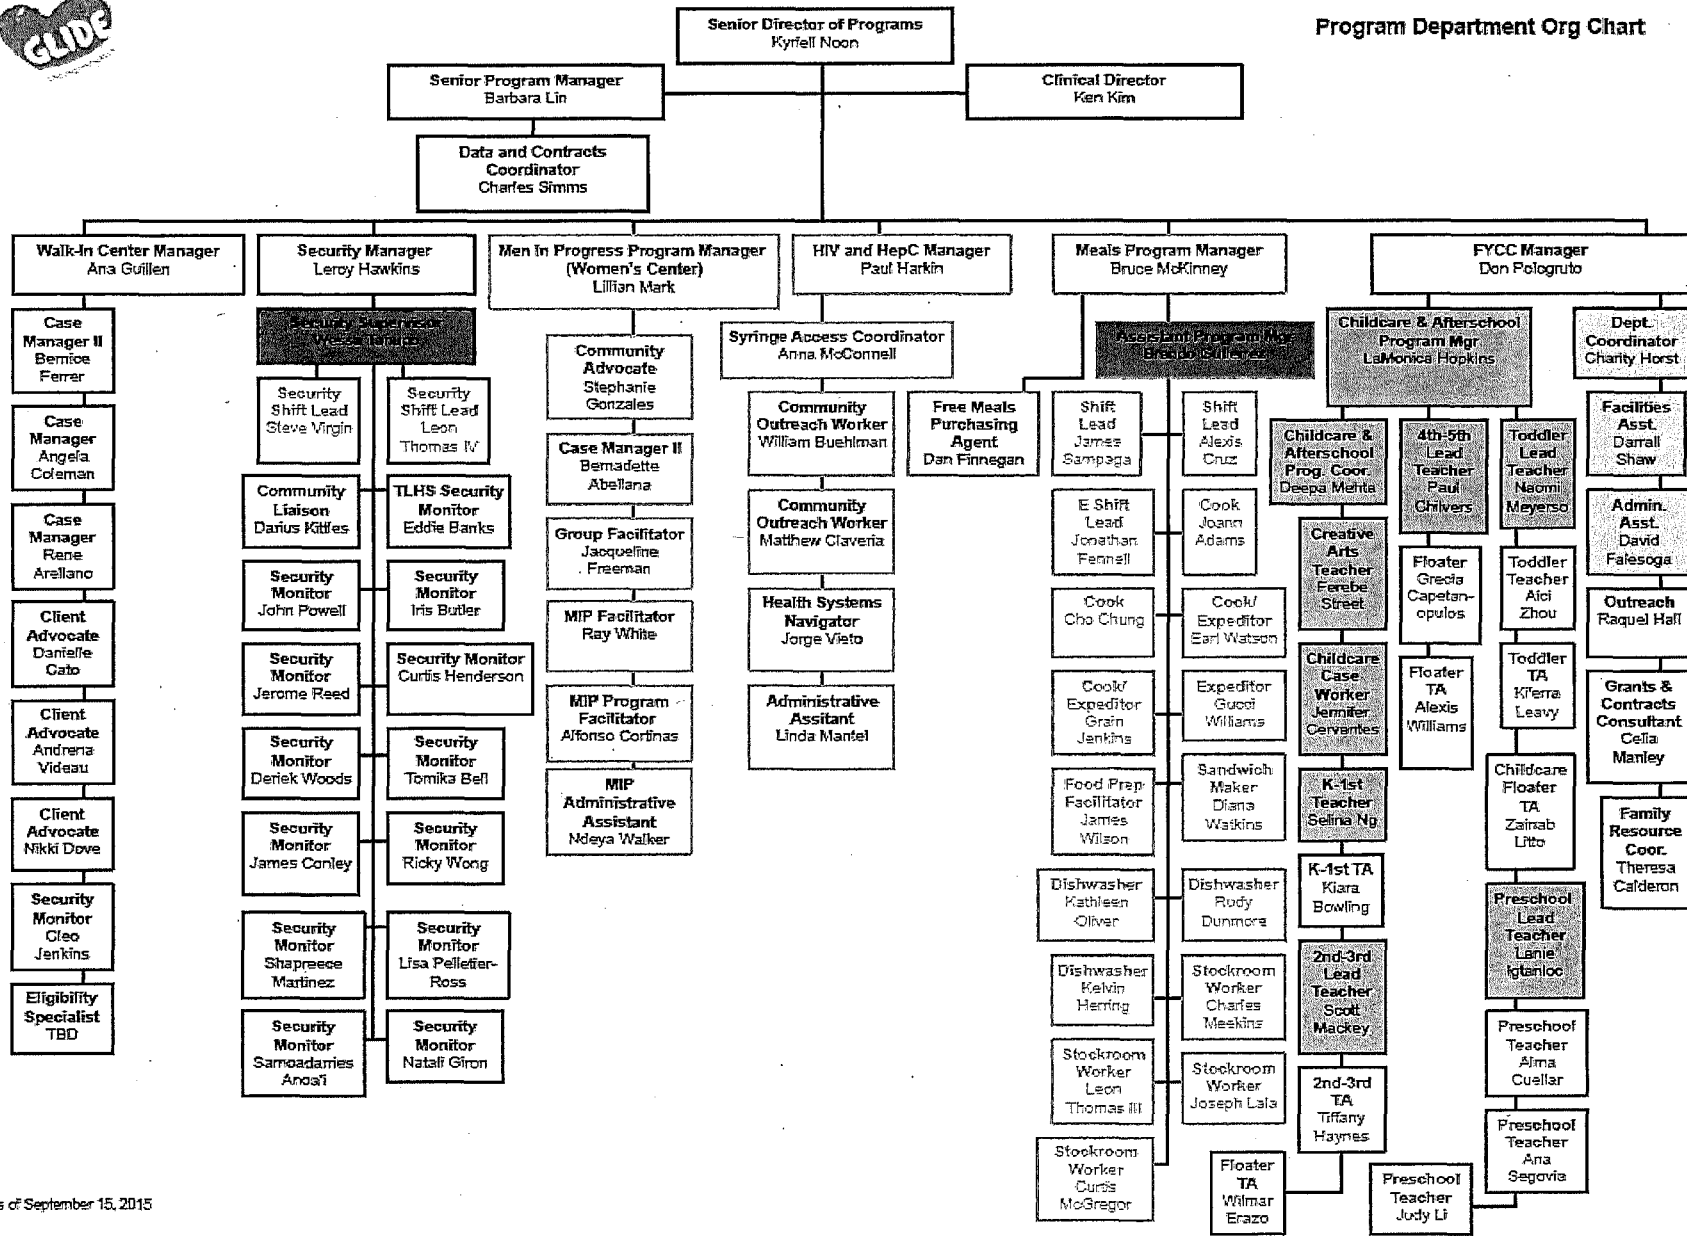 GLIDE
Program Department Org Chart
Senior Director of Programs
Kyriell Noon
Senior Program Manager
Barbara Lin
Clinical Director
Ken Kim
Data and Contracts
Coordinator
Charles Simms
Walk-In Center Manager
Ana Guillen
Case
Manager II
Bernice
Ferrer
Case
Manager
Angela
Coleman
Case
Manager
Rene
Arellano
Client
Advocate
Danielle
Cato
Client
Advocate
Andrena
Videau
Client
Advocate
Nikki Dove
Security
Monitor
Cleo
Jenkins
Eligibility
Specialist
TBD
Security Manager
Leroy Hawkins
Security Supervisor
Security
Shift Lead
Steve Virgin
Security
Shift Lead
Leon
Thomas IV
Community
Liaison
Darius Kittles
TLHS Security
Monitor
Eddie Banks
Security
Monitor
John Powell
Security
Monitor
Iris Butler
Security
Monitor
Jerome Reed
Security Monitor
Curtis Henderson
Security
Monitor
Deriek Woods
Security
Monitor
Tomika Bell
Security
Monitor
James Conley
Security
Monitor
Ricky Wong
Security
Monitor
Shapreece
Martinez
Security
Monitor
Lisa Pelletier-
Ross
Security
Monitor
Samoadarries
Security
Monitor
Natali Giron
Men In Progress Program Manager
(Women's Center)
Lillian Mark
Community
Advocate
Stephanie
Gonzales
Case Manager II
Bernadette
Abellana
Group Facilitator
Jacqueline
Freeman
MIP Facilitator
Ray White
MIP Program
Facilitator
Alfonso Cortinas
MIP
Administrative
Assistant
Ndeya Walker
HIV and HepC Manager
Paul Harkin
Syringe Access Coordinator
Anna McConnell
Community
Outreach Worker
William Buehlman
Community
Outreach Worker
Matthew Claveria
Health Systems
Navigator
Jorge Vieto
Administrative
Assitant
Linda Mantel
Meals Program Manager
Bruce McKinney
Assistant Program Mgr
Brando Gutierrez
Free Meals
Purchasing
Agent
Dan Finnegan
Shift
Lead
James
Sampaga
Shift
Lead
Alexis
Cruz
E Shift
Lead
Jonathan
Fennell
Cook
Joann
Adams
Cook
Cho Chung
Cook/
Expeditor
Earl Watson
Cook/
Expeditor
Grain
Jenkins
Expeditor
Gucci
Williams
Food Prep
Facilitator
James
Wilson
Sandwich
Maker
Diana
Watkins
Dishwasher
Kathleen
Oliver
Dishwasher
Rudy
Dunmore
Dishwasher
Kelvin
Herring
Stockroom
Worker
Charles
Meekins
Stockroom
Worker
Leon
Thomas III
Stockroom
Worker
Joseph Lala
Stockroom
Worker
Curtis
McGregor
FYCC Manager
Don Pologruto
Childcare & Afterschool
Program Mgr
LaMonica Hopkins
Childcare &
Afterschool
Prog. Coor.
Deepa Mehta
Creative
Arts
Teacher
Ferebe
Street
Childcare
Case
Worker
Jennifer
Cervantes
K-1st
Teacher
Selina Ng
K-1st TA
Kiara
Bowling
2nd-3rd
Lead
Teacher
Scott
Mackey
2nd-3rd
TA
Tiffany
Haynes
Floater
TA
Wilmar
Erazo
4th-5th
Lead
Teacher
Paul
Chilvers
Floater
Grecia
Capetan-
opulos
Floater
TA
Alexis
Williams
Toddler
Lead
Teacher
Naomi
Meyerso
Toddler
Teacher
Aici
Zhou
Toddler
TA
Ki'erra
Leavy
Childcare
Floater
TA
Zainab
Litto
Preschool
Lead
Teacher
Lanie
Igtanloc
Preschool
Teacher
Alma
Cuellar
Preschool
Teacher
Ana
Segovia
Preschool
Teacher
Judy Li
Dept.
Coordinator
Charity Horst
Facilities
Asst.
Darrall
Shaw
Admin.
Asst.
David
Falesoga
Outreach
Raquel Hall
Grants &
Contracts
Consultant
Celia
Manley
Family
Resource
Coor.
Theresa
Calderon
s of September 15, 2015